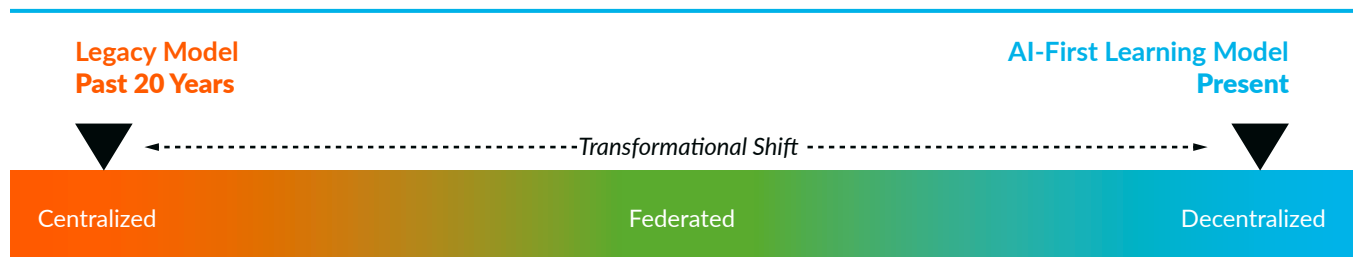 Legacy Model
Past 20 Years
AI-First Learning Model
Present
Transformational Shift
Centralized
Federated
Decentralized